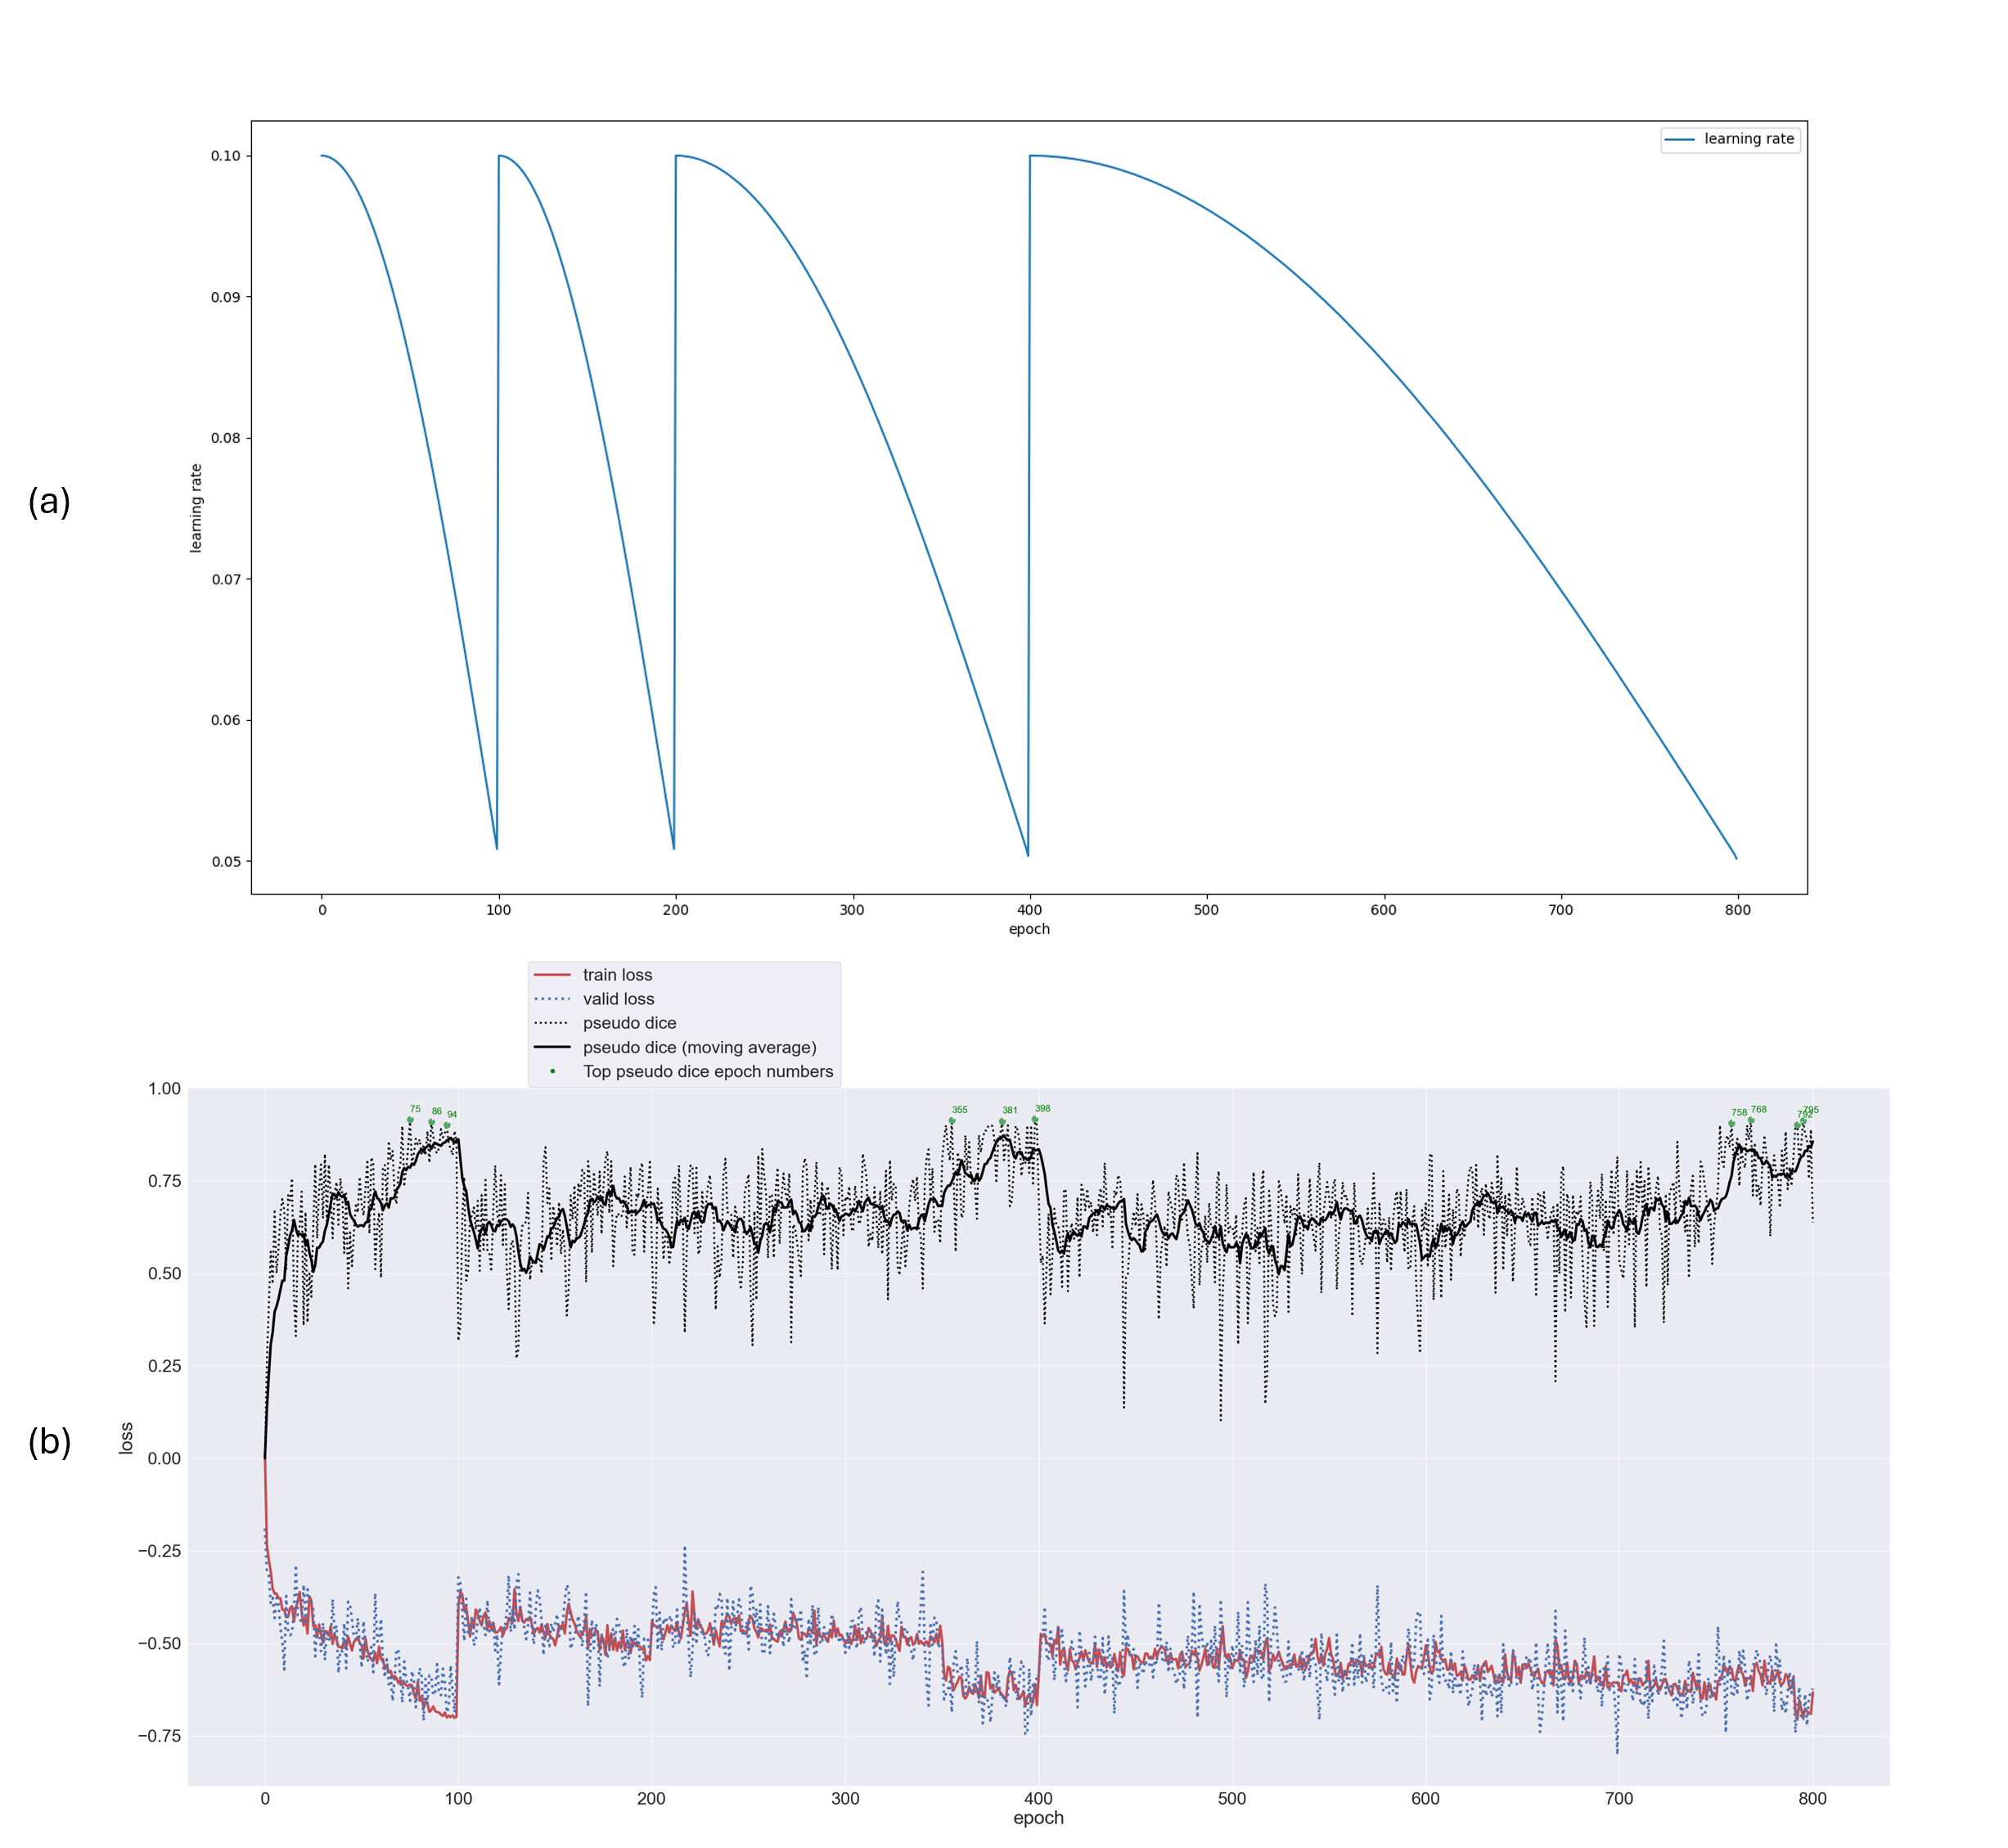 learning rate
0.10
0.09
0.08
0.07
0.06
0.05
(a)
learning rate
0 100 200 300 400 500 600 700 800
epoch
train loss
valid loss
pseudo dice
pseudo dice (moving average)
Top pseudo dice epoch numbers
1.00
75 86 94 355 381 398 758 768 792 795
0.75
0.50
0.25
0.00
−0.25
−0.50
−0.75
(b)
loss
0 100 200 300 400 500 600 700 800
epoch